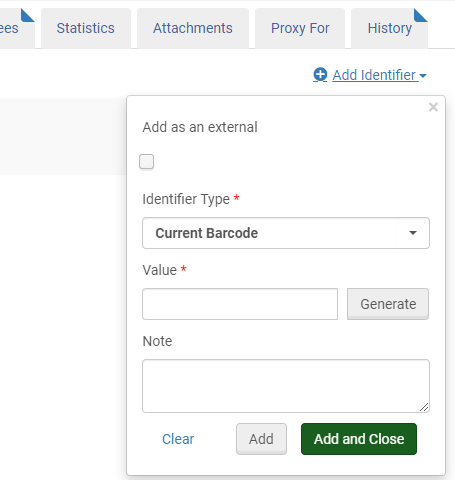 ees Statistics Attachments Proxy For History
Add Identifier
×
Add as an external
Identifier Type *
Current Barcode
Value *
Generate
Note
Clear Add Add and Close